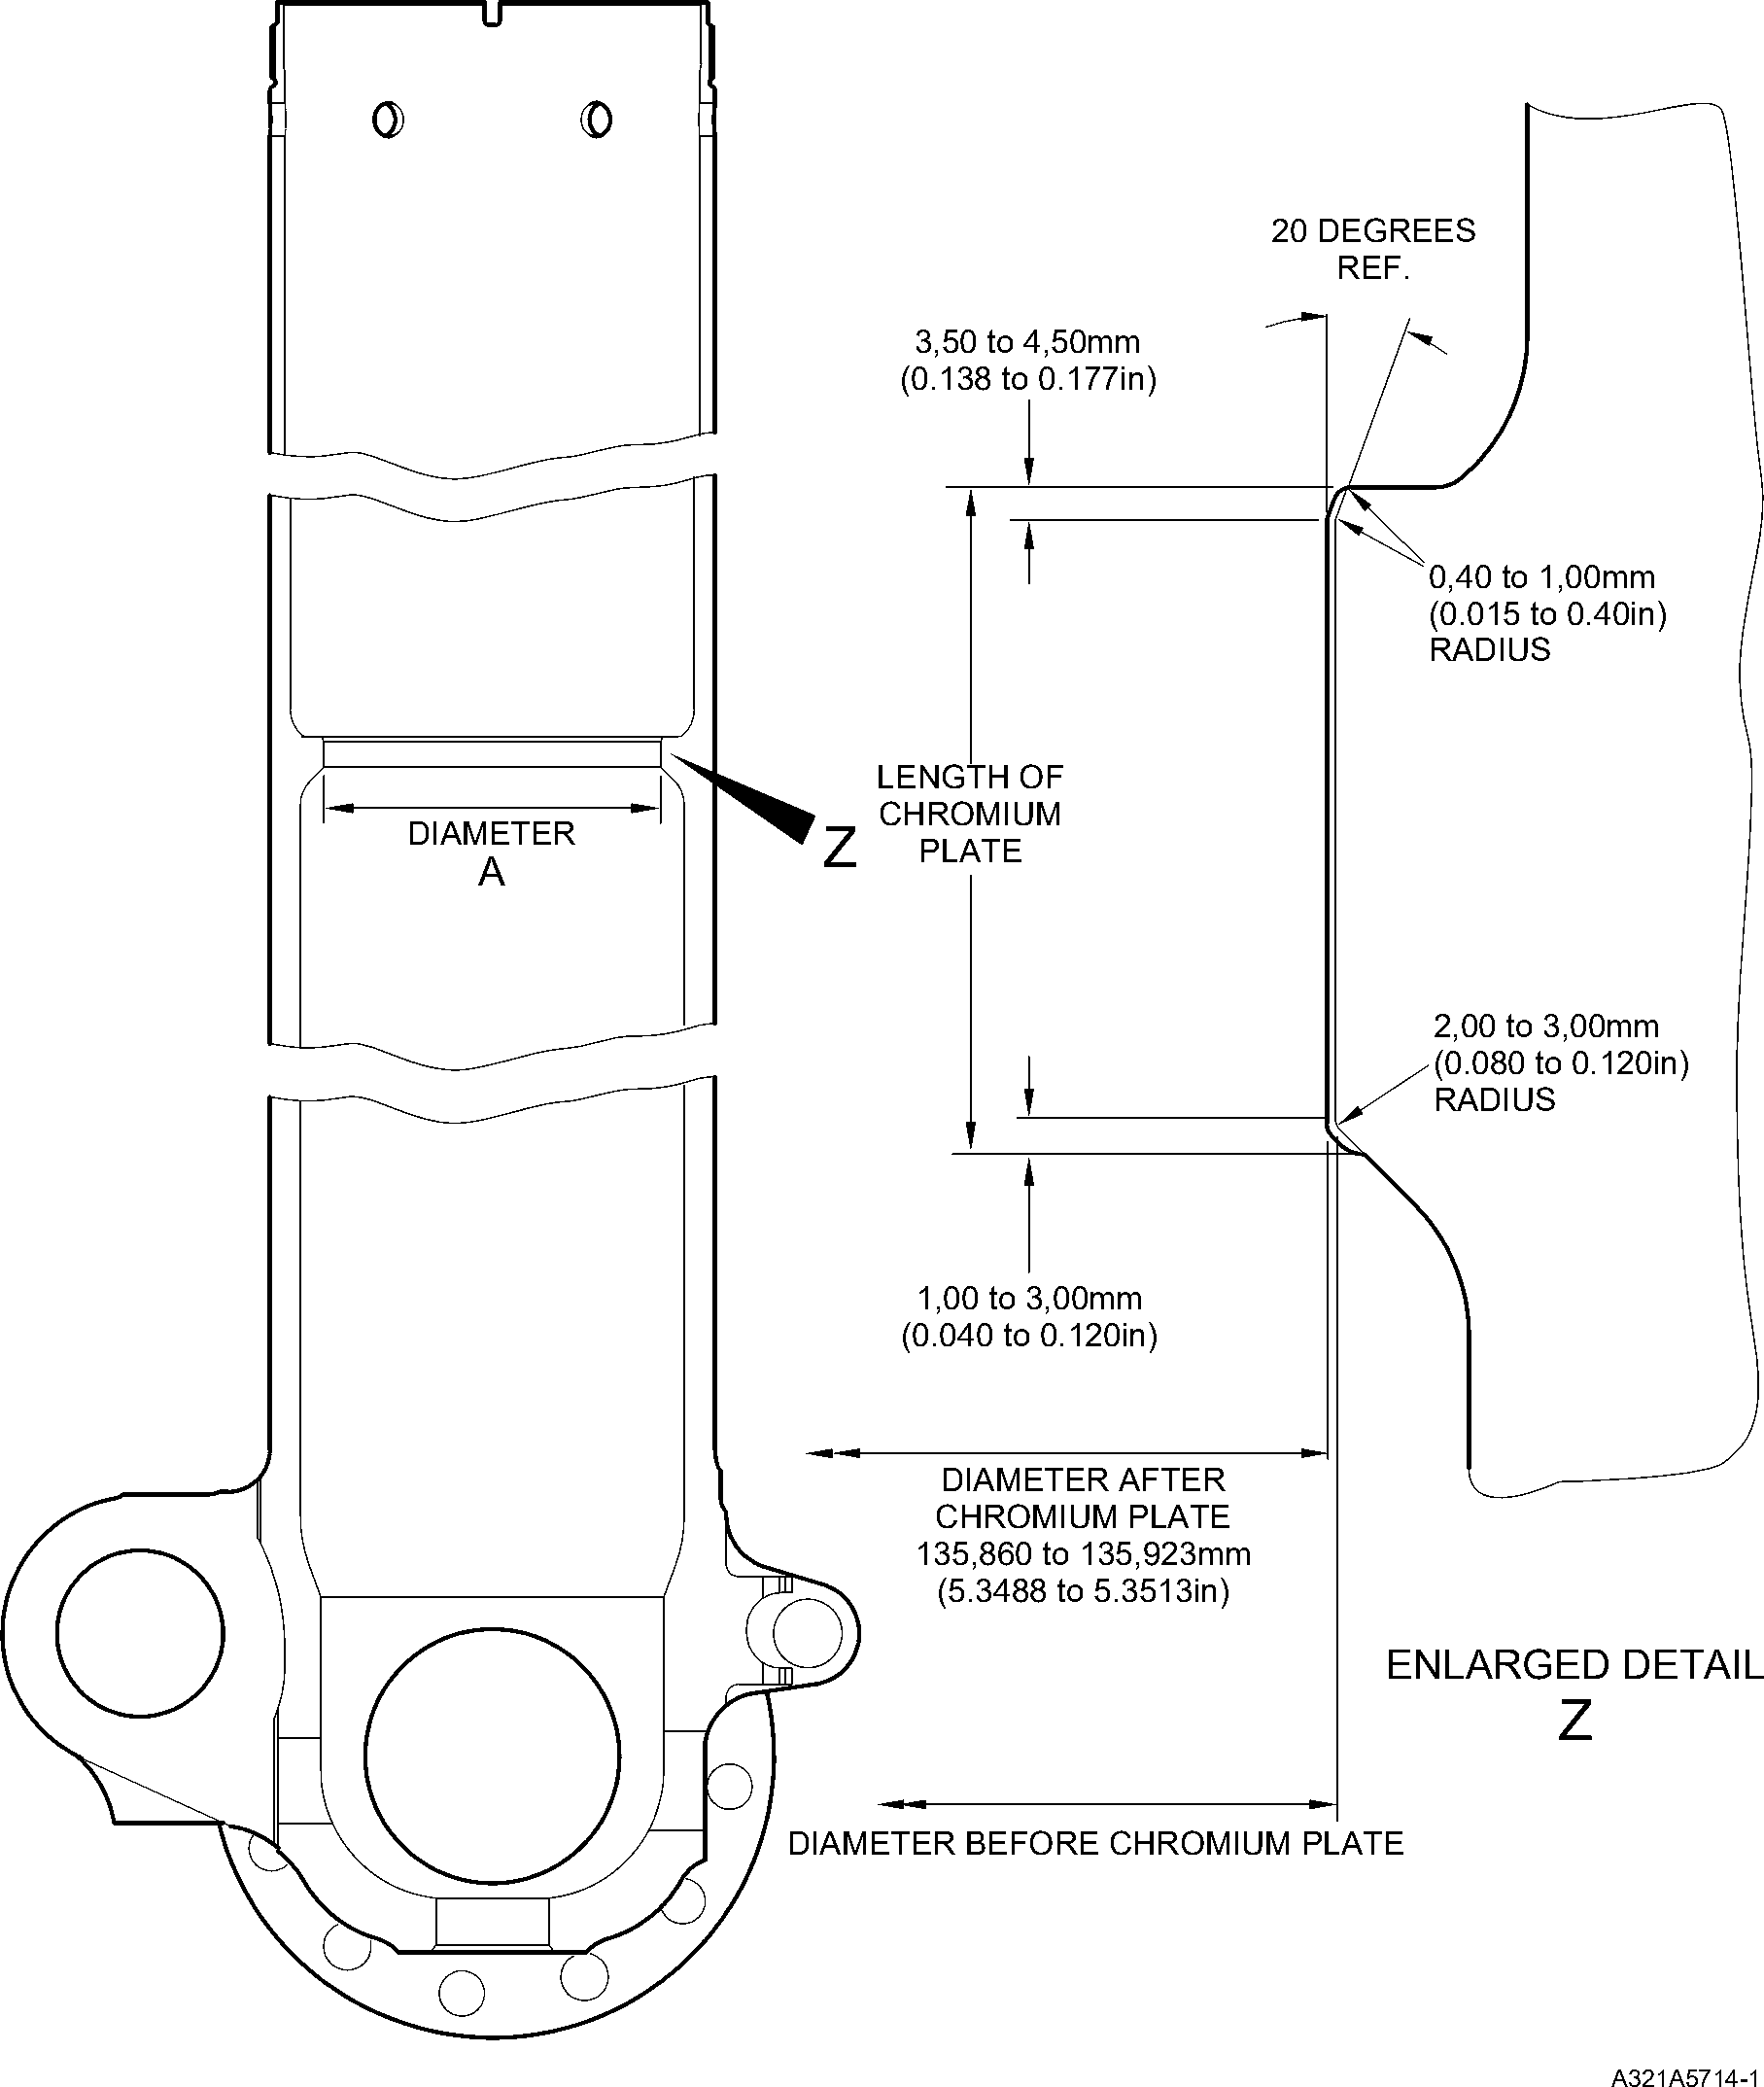 20 DEGREES
REF.
3,50 to 4,50mm
(0.138 to 0.177in)
0,40 to 1,00mm
(0.015 to 0.40in)
RADIUS
LENGTH OF
CHROMIUM
PLATE
DIAMETER
A
Z
2,00 to 3,00mm
(0.080 to 0.120in)
RADIUS
1,00 to 3,00mm
(0.040 to 0.120in)
DIAMETER AFTER
CHROMIUM PLATE
135,860 to 135,923mm
(5.3488 to 5.3513in)
ENLARGED DETAIL
Z
DIAMETER BEFORE CHROMIUM PLATE
A321A5714-1